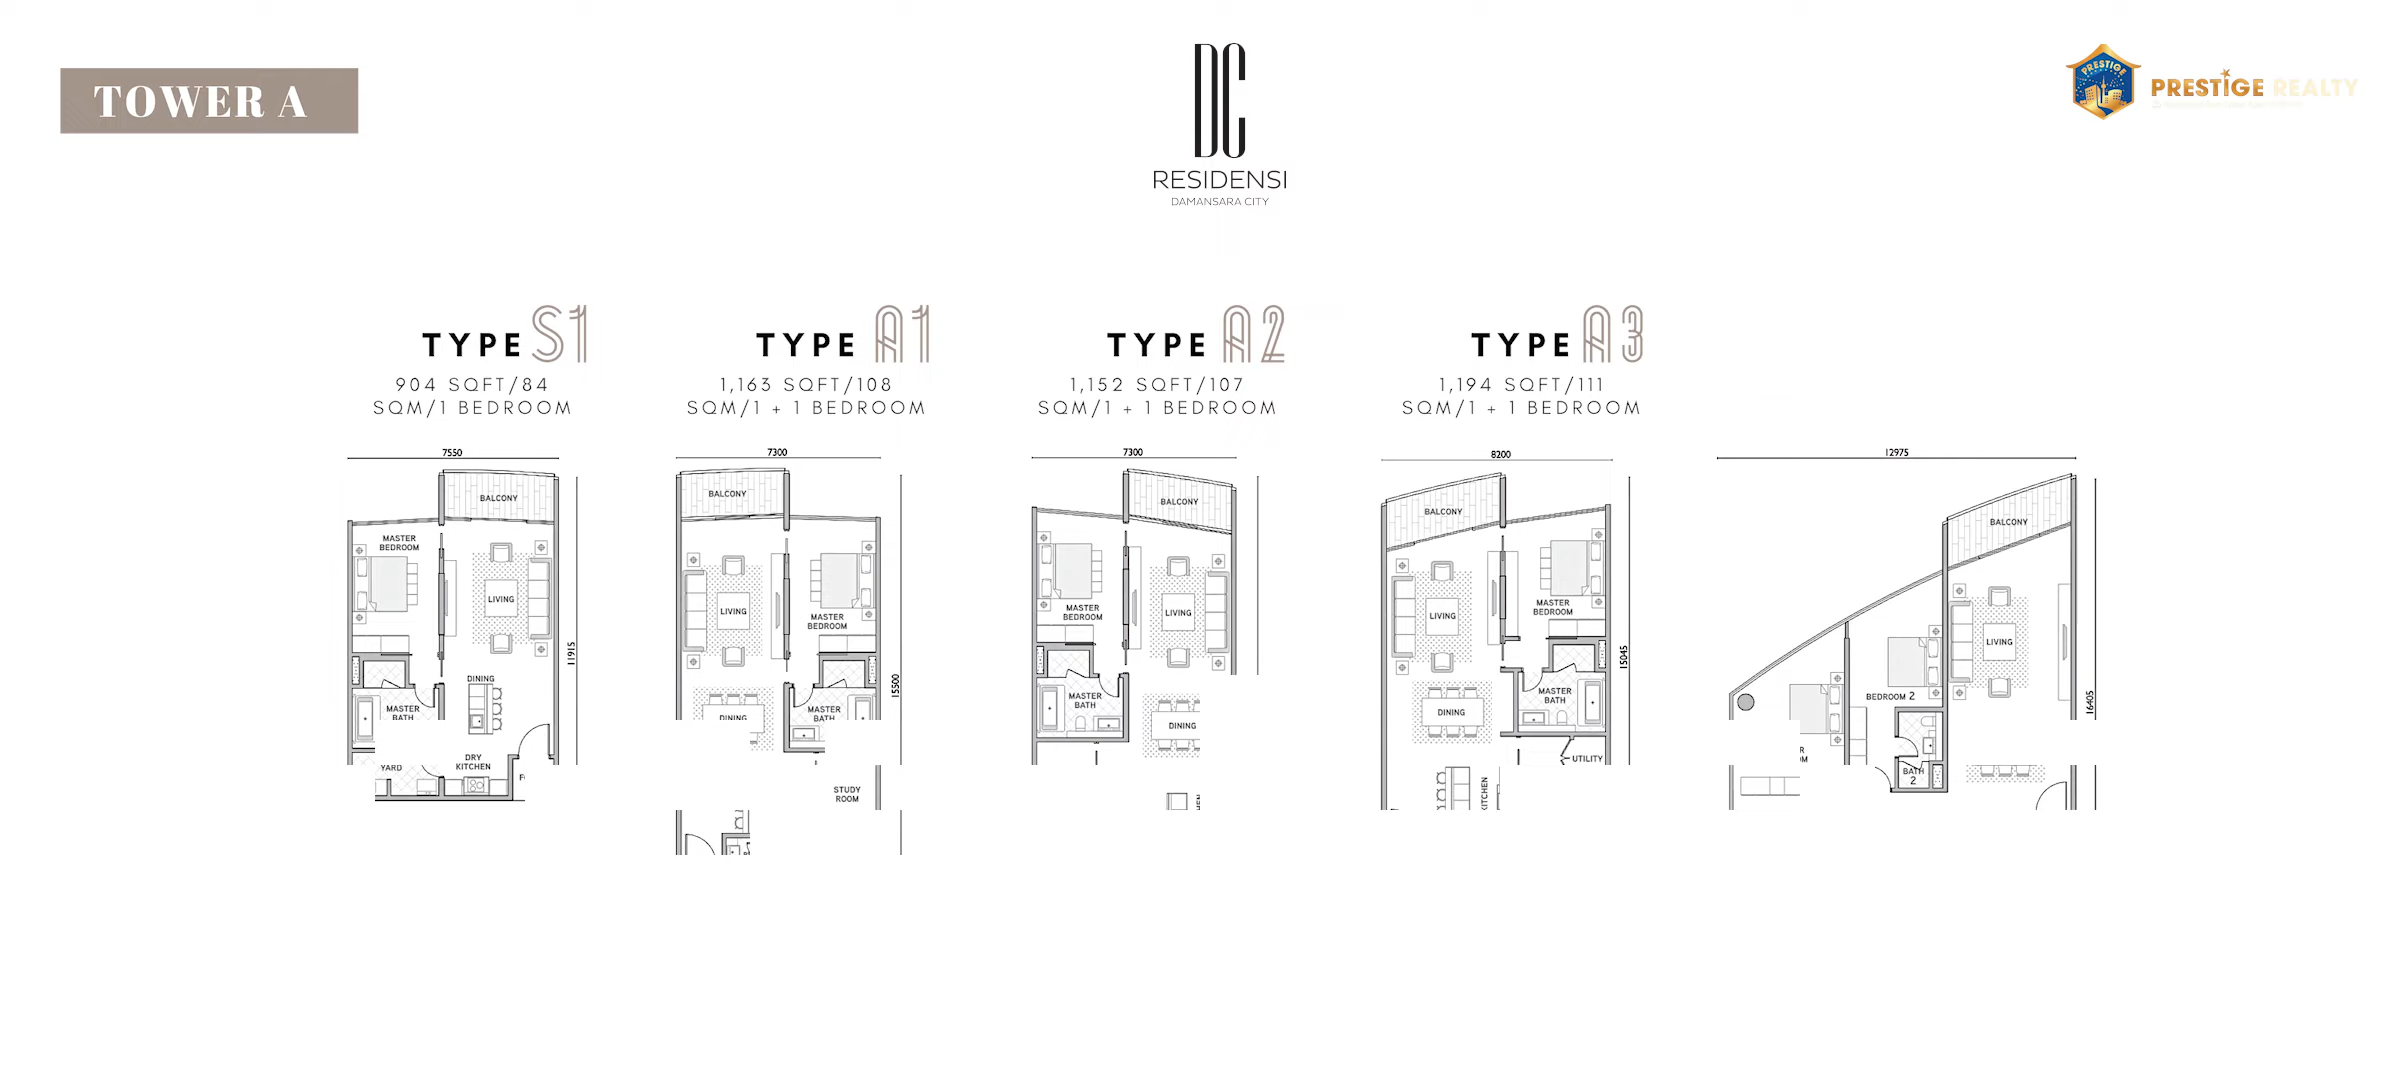 TOWER A
DC
RESIDENSI
DAMANSARA CITY
PRESTIGE
PRESTIGE REALTY
TYPE S1
904 SQFT/84
SQM/1 BEDROOM
TYPE A1
1,163 SQFT/108
SQM/1 + 1 BEDROOM
TYPE A2
1,152 SQFT/107
SQM/1 + 1 BEDROOM
TYPE A3
1,194 SQFT/111
SQM/1 + 1 BEDROOM
7550
BALCONY
MASTER
BEDROOM
LIVING
11915
DINING
MASTER
BATH
DRY
KITCHEN
YARD
7300
BALCONY
LIVING
MASTER
BEDROOM
15500
DINING
MASTER
BATH
STUDY
ROOM
7300
BALCONY
MASTER
BEDROOM
LIVING
MASTER
BATH
DINING
8200
BALCONY
LIVING
MASTER
BEDROOM
15045
MASTER
BATH
DINING
UTILITY
KITCHEN
12975
BALCONY
LIVING
BEDROOM 2
16405
BATH
2